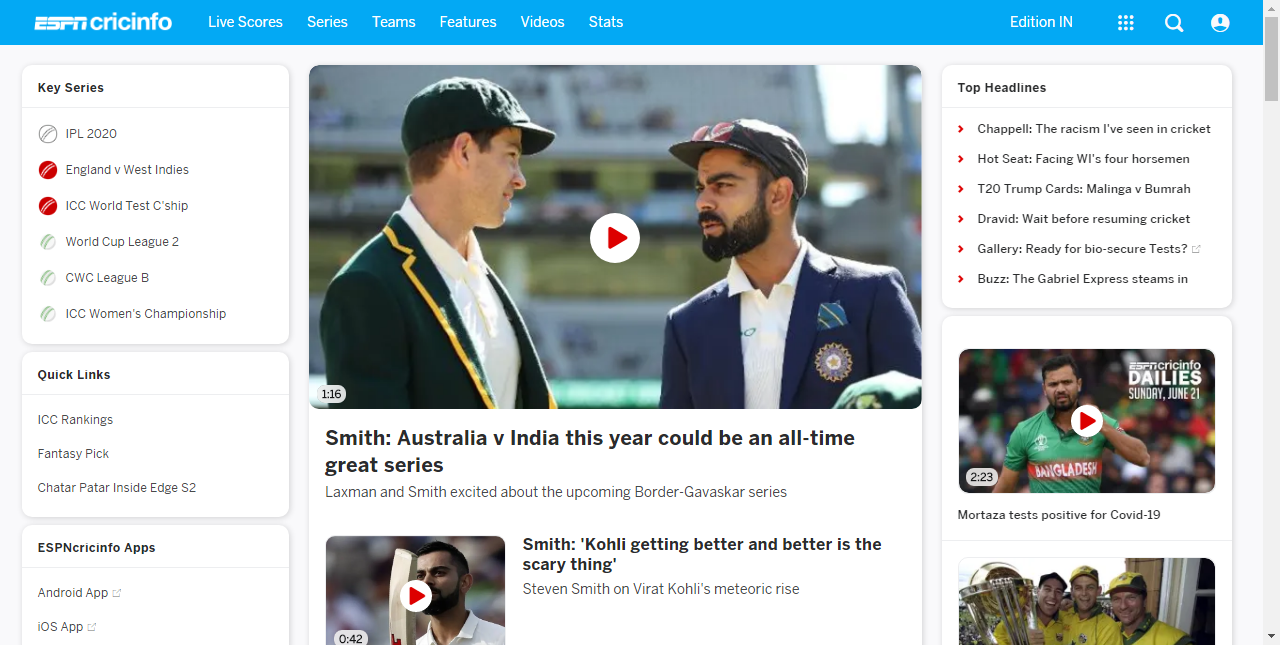 ESPN cricinfo
Live Scores
Series
Teams
Features
Videos
Stats
Edition IN
Key Series
IPL 2020
England v West Indies
ICC World Test C'ship
World Cup League 2
CWC League B
ICC Women's Championship
Quick Links
ICC Rankings
Fantasy Pick
Chatar Patar Inside Edge S2
ESPNcricinfo Apps
Android App
iOS App
1:16
Smith: Australia v India this year could be an all-time
great series
Laxman and Smith excited about the upcoming Border-Gavaskar series
0:42
Smith: 'Kohli getting better and better is the
scary thing'
Steven Smith on Virat Kohli's meteoric rise
Top Headlines
Chappell: The racism I've seen in cricket
Hot Seat: Facing WI's four horsemen
T20 Trump Cards: Malinga v Bumrah
Dravid: Wait before resuming cricket
Gallery: Ready for bio-secure Tests?
Buzz: The Gabriel Express steams in
ESPN cricinfo
DAILIES
SUNDAY, JUNE 21
BANGLADESH
2:23
Mortaza tests positive for Covid-19